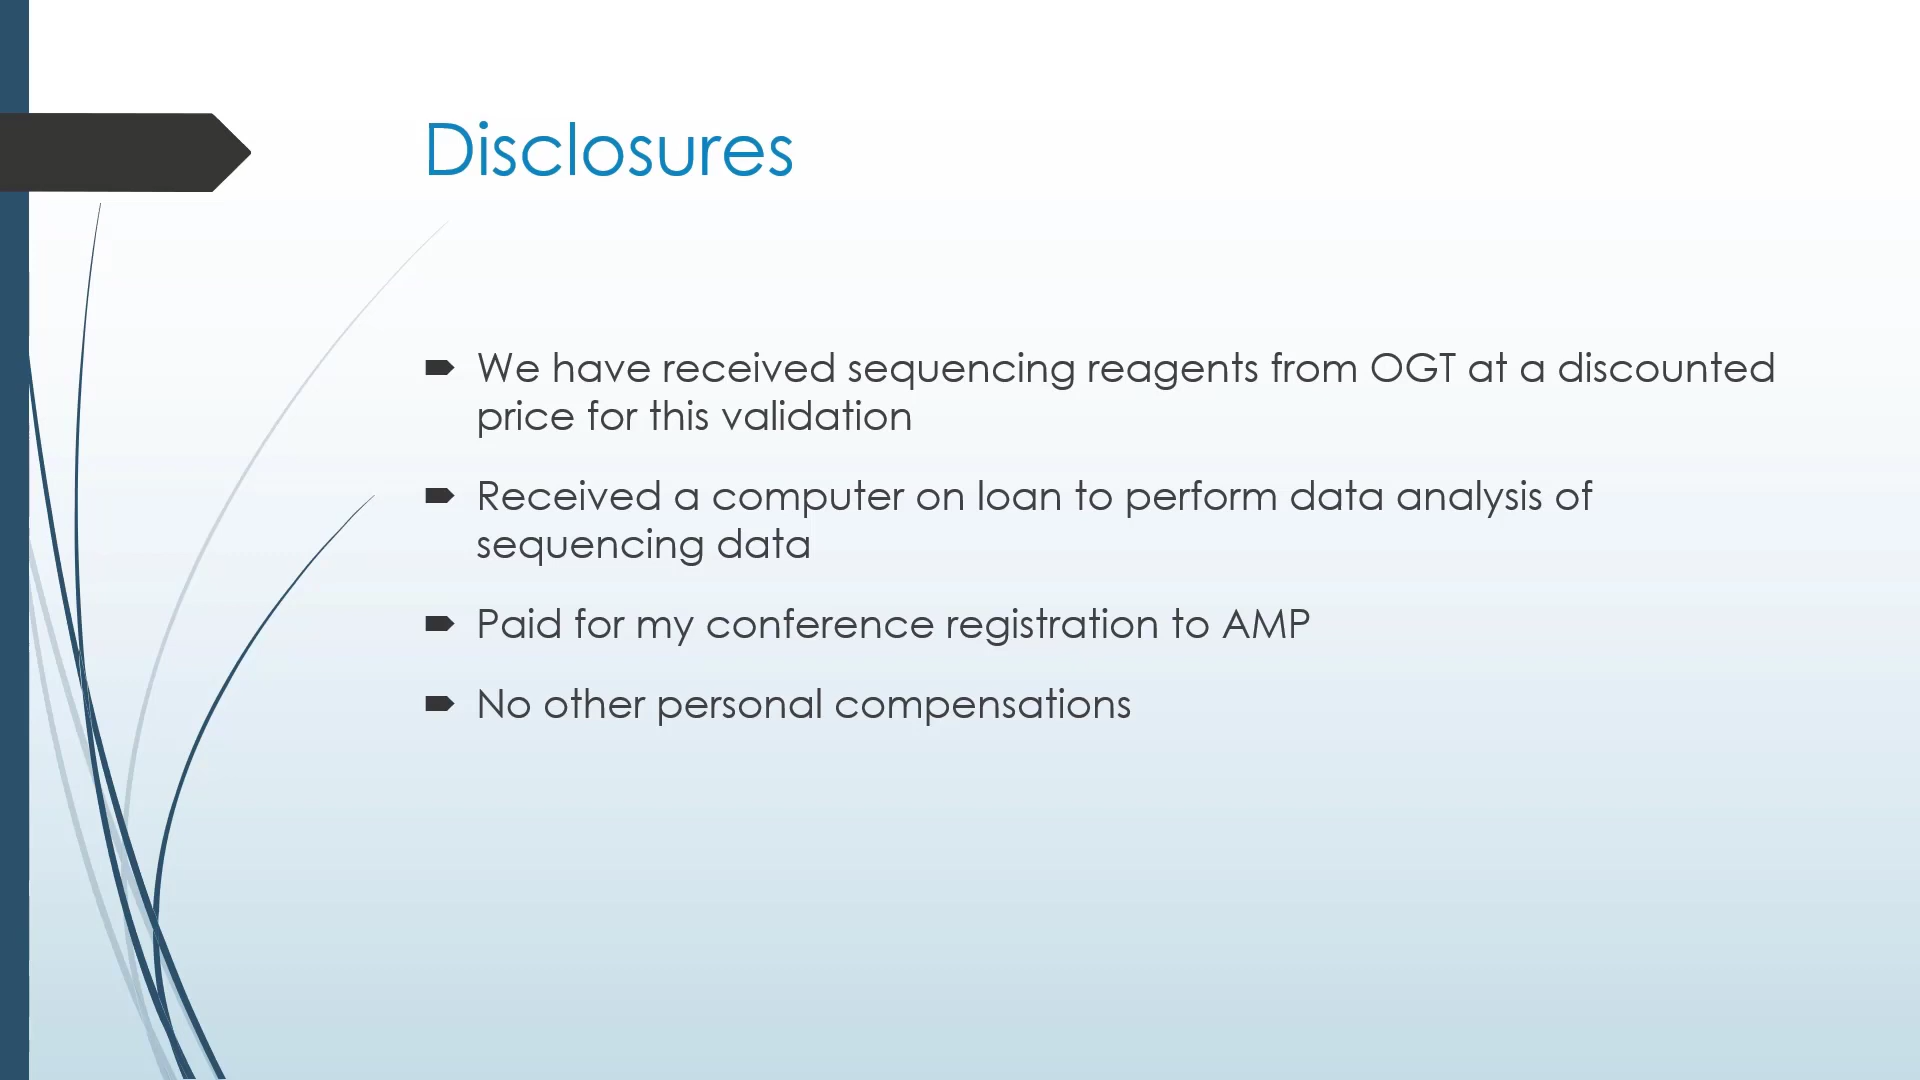 Disclosures
We have received sequencing reagents from OGT at a discounted
price for this validation
Received a computer on loan to perform data analysis of
sequencing data
Paid for my conference registration to AMP
No other personal compensations